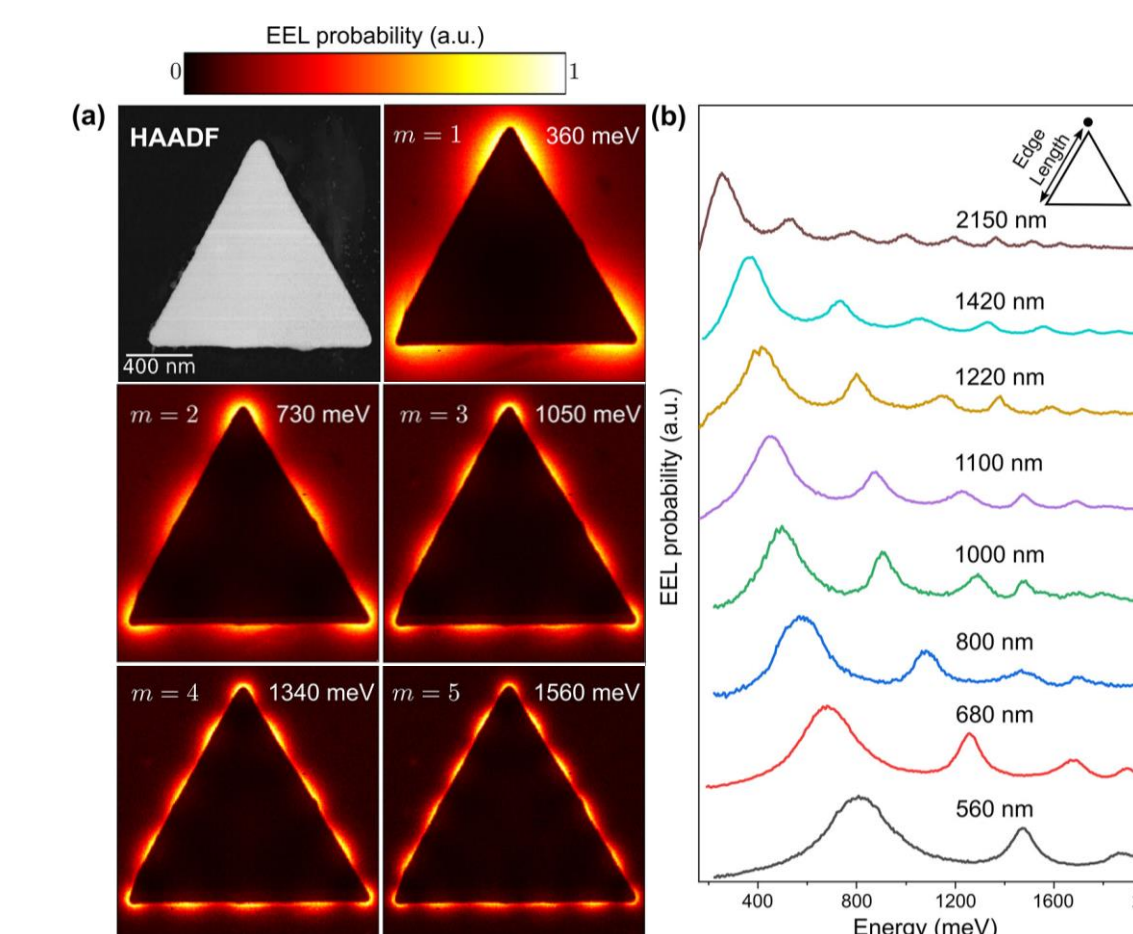 EEL probability (a.u.)
0 1
(a)
HAADF
400 nm
m = 1 360 meV
m = 2 730 meV
m = 3 1050 meV
m = 4 1340 meV
m = 5 1560 meV
(b)
Edge
Length
2150 nm
1420 nm
1220 nm
1100 nm
1000 nm
800 nm
680 nm
560 nm
EEL probability (a.u.)
400 800 1200 1600
Energy (meV)